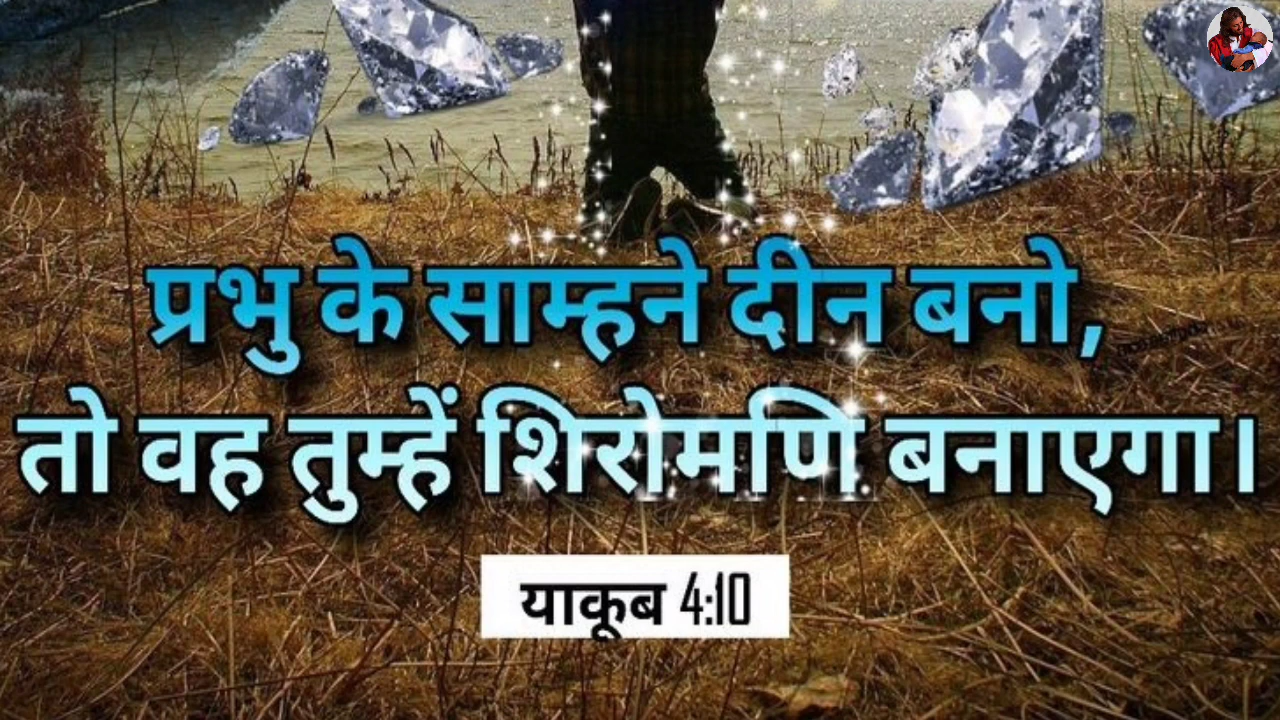 प्रभु के साम्हने दीन बनो,
तो वह तुम्हें शिरोमणि बनाएगा।
याकूब 4:10